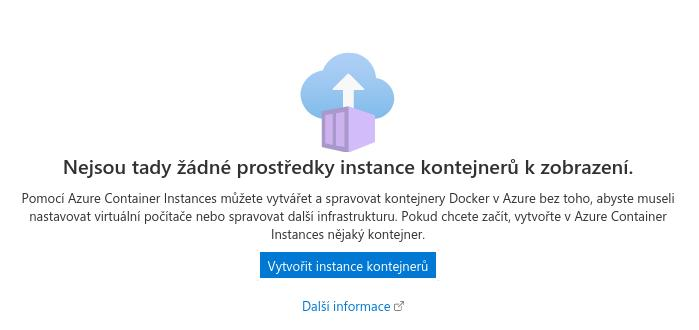 Nejsou tady žádné prostředky instance kontejnerů k zobrazení.
Pomocí Azure Container Instances můžete vytvářet a spravovat kontejnery Docker v Azure bez toho, abyste museli
nastavovat virtuální počítače nebo spravovat další infrastrukturu. Pokud chcete začít, vytvořte v Azure Container
Instances nějaký kontejner.
Vytvořit instance kontejnerů
Další informace